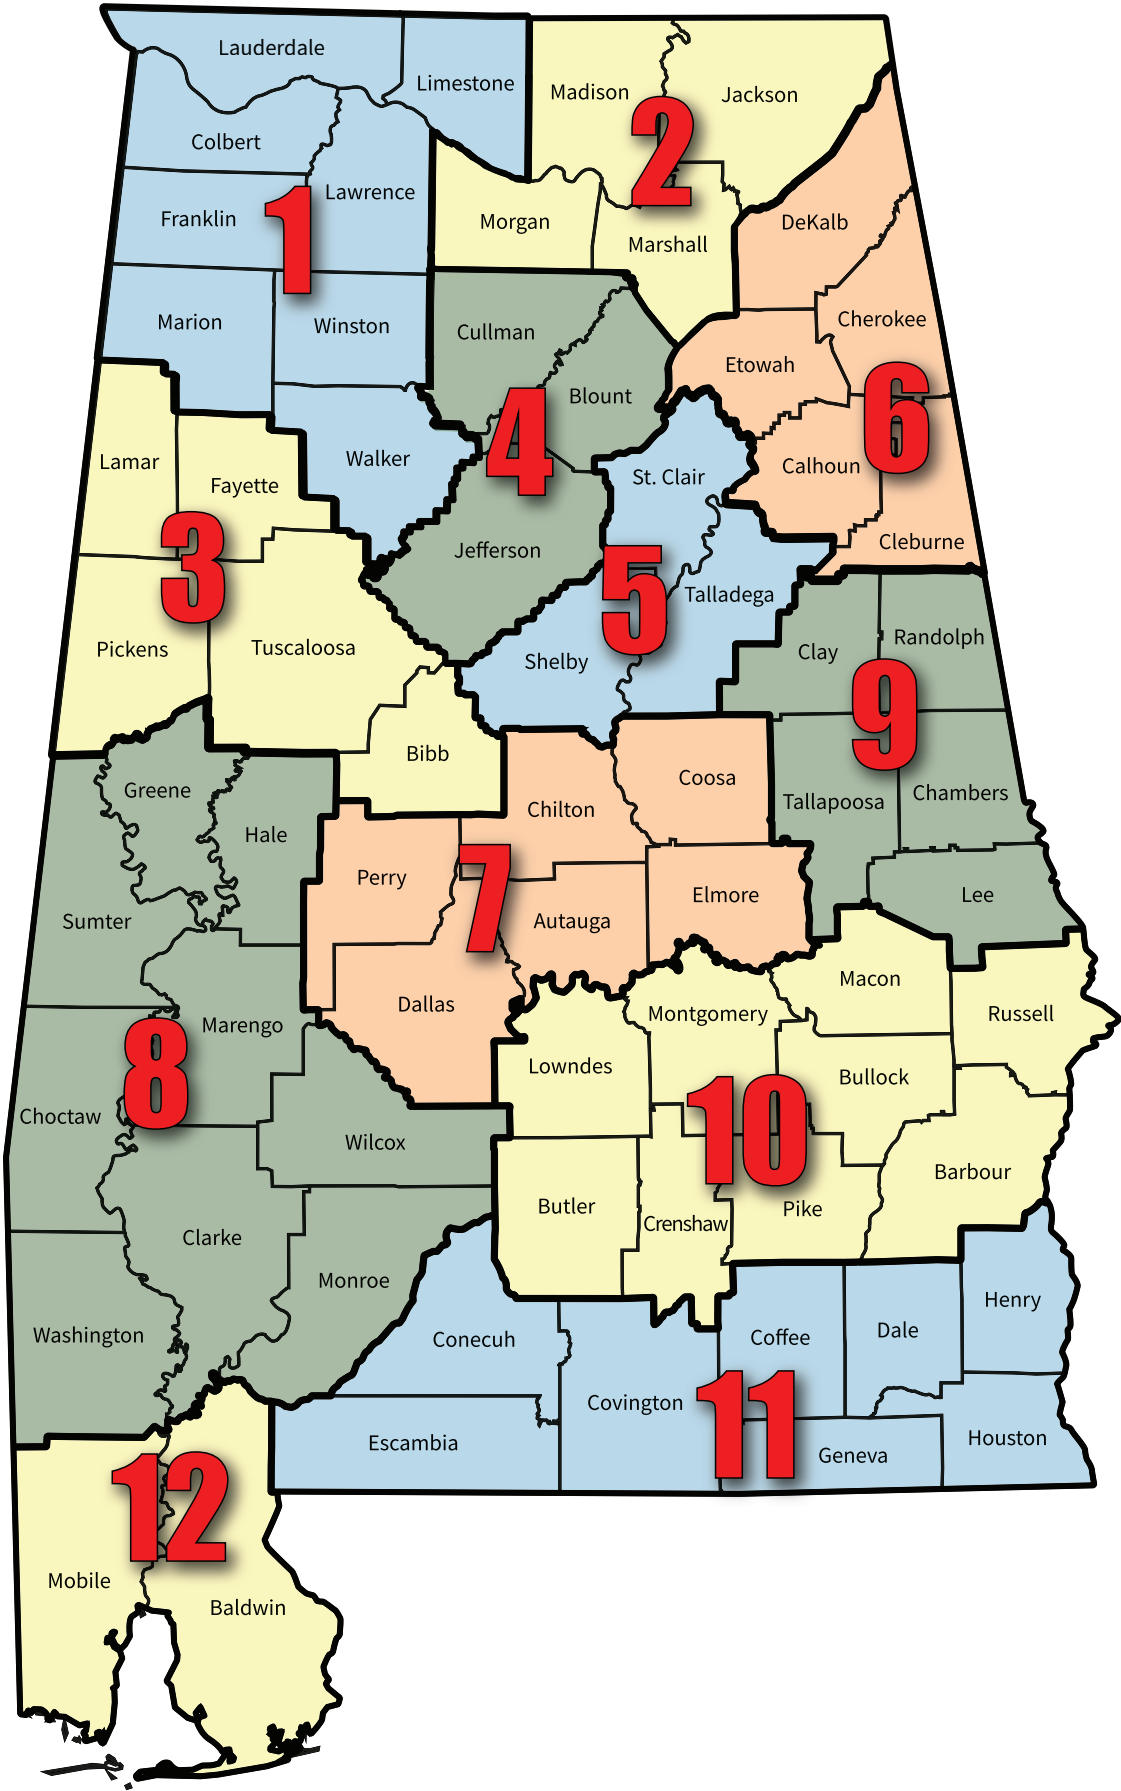 Lauderdale
Limestone
Madison
Jackson
2
Colbert
Lawrence
Franklin
1
Morgan
Marshall
DeKalb
Marion
Winston
Cullman
Cherokee
Etowah
Blount
4
6
Lamar
Walker
Calhoun
St. Clair
Fayette
3
Jefferson
Cleburne
5
Talladega
Pickens
Tuscaloosa
Shelby
Clay
Randolph
9
Bibb
Coosa
Greene
Chilton
Tallapoosa
Chambers
Hale
Perry
7
Elmore
Lee
Sumter
Autauga
Macon
Dallas
Montgomery
Russell
Marengo
8
Lowndes
Bullock
Choctaw
10
Wilcox
Barbour
Butler
Crenshaw
Pike
Clarke
Monroe
Henry
Washington
Conecuh
Coffee
Dale
Covington
11
Escambia
Geneva
Houston
12
Mobile
Baldwin